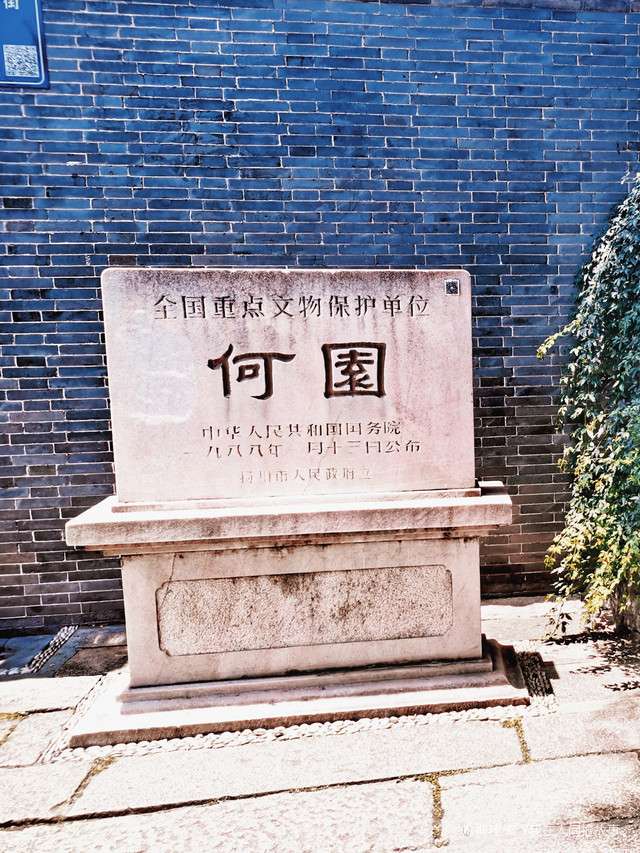 街
全国重点文物保护单位
何園
中华人民共和国国务院
一九八八年一月十三日公布
扬州市人民政府立